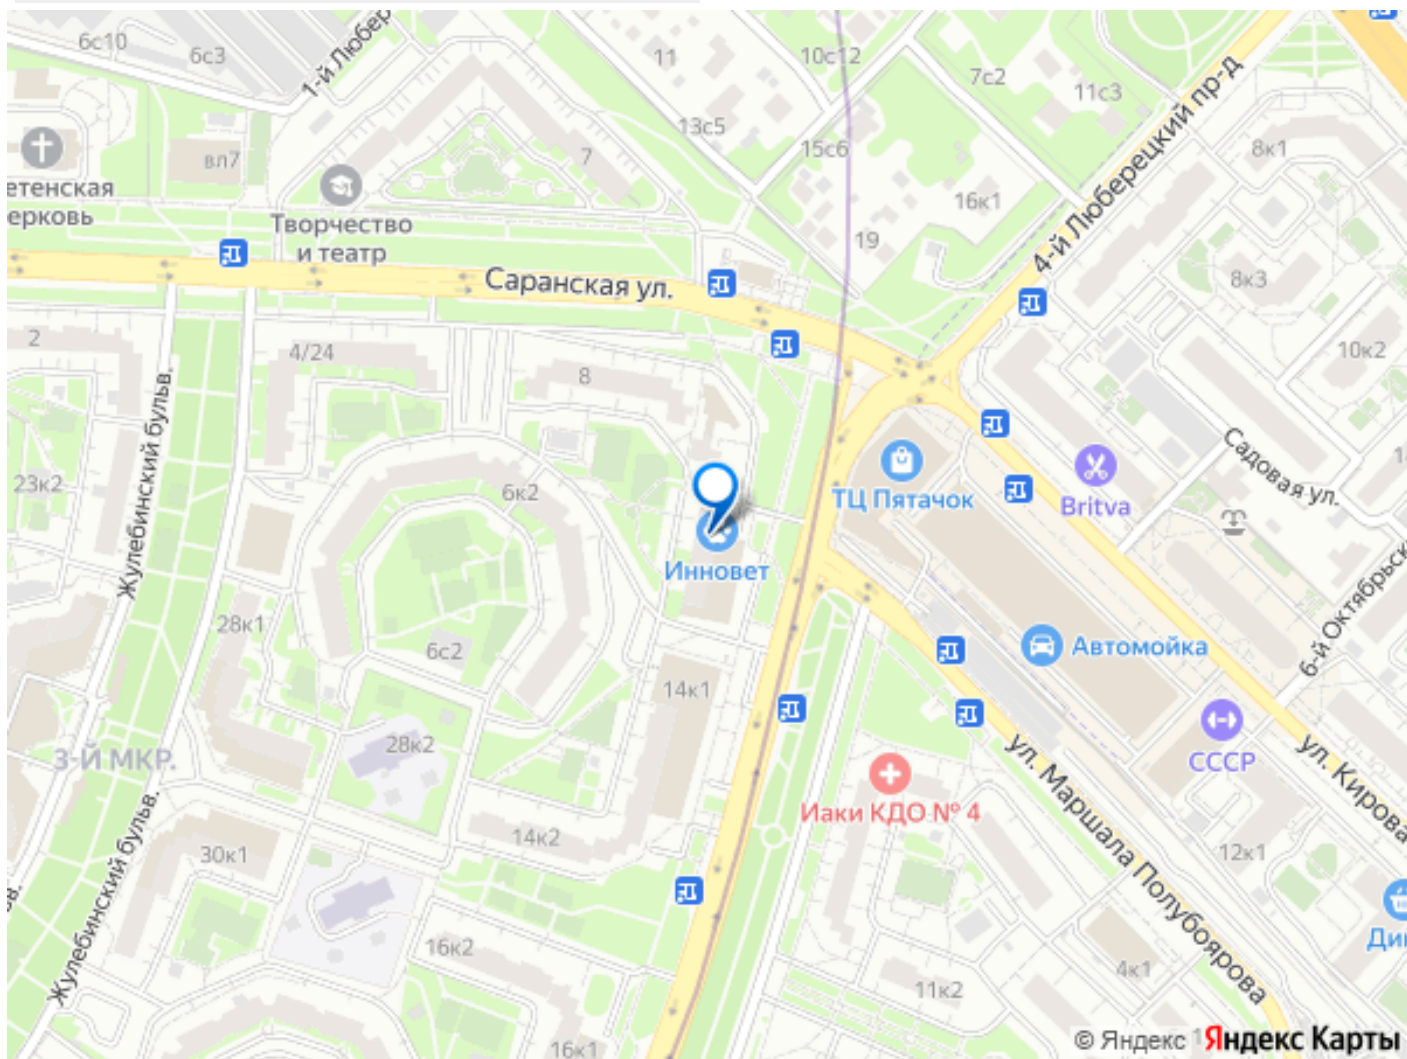 6с10
6с3
1-й Любер
11
10с12
7с2
11с3
4-й Люберецкий пр-д
13с5
15с6
8к1
вл7
7
етенская
ерковь
Творчество
и театр
16к1
19
8к3
Саранская ул.
2
4/24
8
10к2
Жулебинский бульв.
23к2
6к2
ТЦ Пятачок
Britva
Садовая ул.
Инновет
6-й Октябрьск
28к1
6с2
Автомойка
14к1
3-Й МКР.
28к2
СССР
ул. Маршала Полубоярова
ул. Кирова
Иаки КДО № 4
Жулебинский бульв.
14к2
30к1
12к1
в.
16к2
Ди
4к1
11к2
16к1
© Яндекс
Яндекс Карты